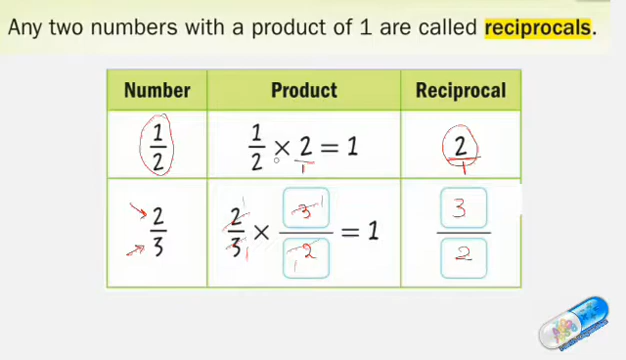 Any two numbers with a product of 1 are called reciprocals.
Number Product Reciprocal
1/2 1/2 × 2/1 = 1 2/1
2/3 2/3 × 3/2 = 1 3/2